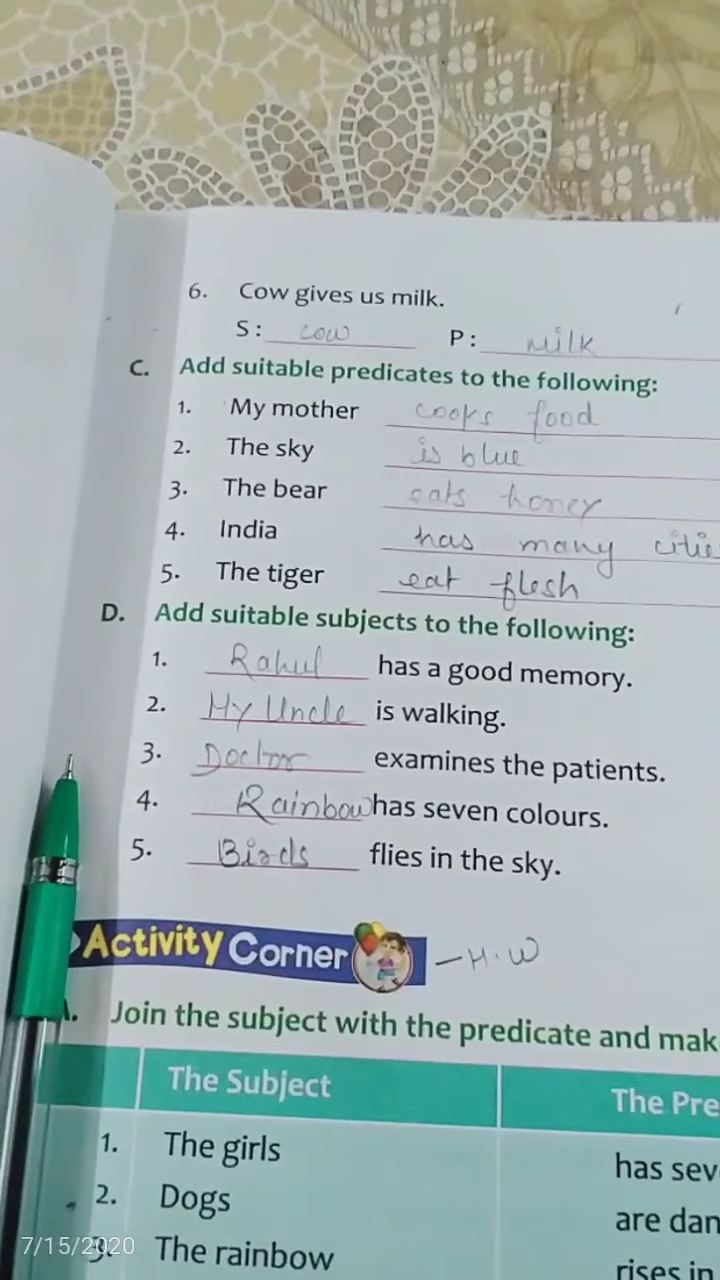 6. Cow gives us milk.
S: cow P: milk
C. Add suitable predicates to the following:
1. My mother cooks food
2. The sky is blue
3. The bear eats honey
4. India has many citie
5. The tiger eat flesh
D. Add suitable subjects to the following:
1. Rahul has a good memory.
2. My Uncle is walking.
3. Doctor examines the patients.
4. Rainbow has seven colours.
5. Birds flies in the sky.
Activity Corner - H.W
A. Join the subject with the predicate and mak
The Subject The Pre
1. The girls has sev
2. Dogs are dan
3. The rainbow rises in
7/15/2020